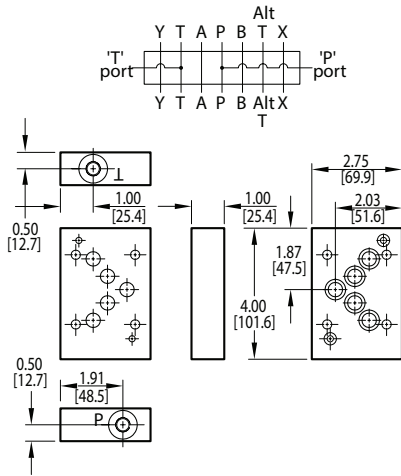 Alt
Y T A P B T X
'T' port
'P' port
Y T A P B Alt T X
T
1.00
[25.4]
0.50
[12.7]
1.00
[25.4]
2.75
[69.9]
2.03
[51.6]
1.87
[47.5]
4.00
[101.6]
0.50
[12.7]
1.91
[48.5]
P